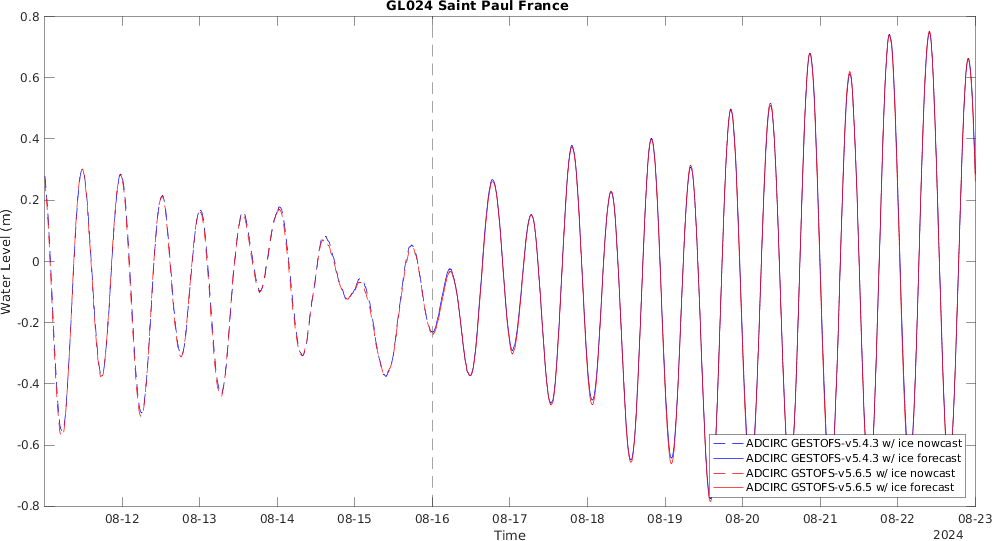 GL024 Saint Paul France
Water Level (m)
0.8
0.6
0.4
0.2
0
-0.2
-0.4
-0.6
-0.8
ADCIRC GESTOFS-v5.4.3 w/ ice nowcast
ADCIRC GESTOFS-v5.4.3 w/ ice forecast
ADCIRC GSTOFS-v5.6.5 w/ ice nowcast
ADCIRC GSTOFS-v5.6.5 w/ ice forecast
08-12 08-13 08-14 08-15 08-16 08-17 08-18 08-19 08-20 08-21 08-22 08-23
Time
2024